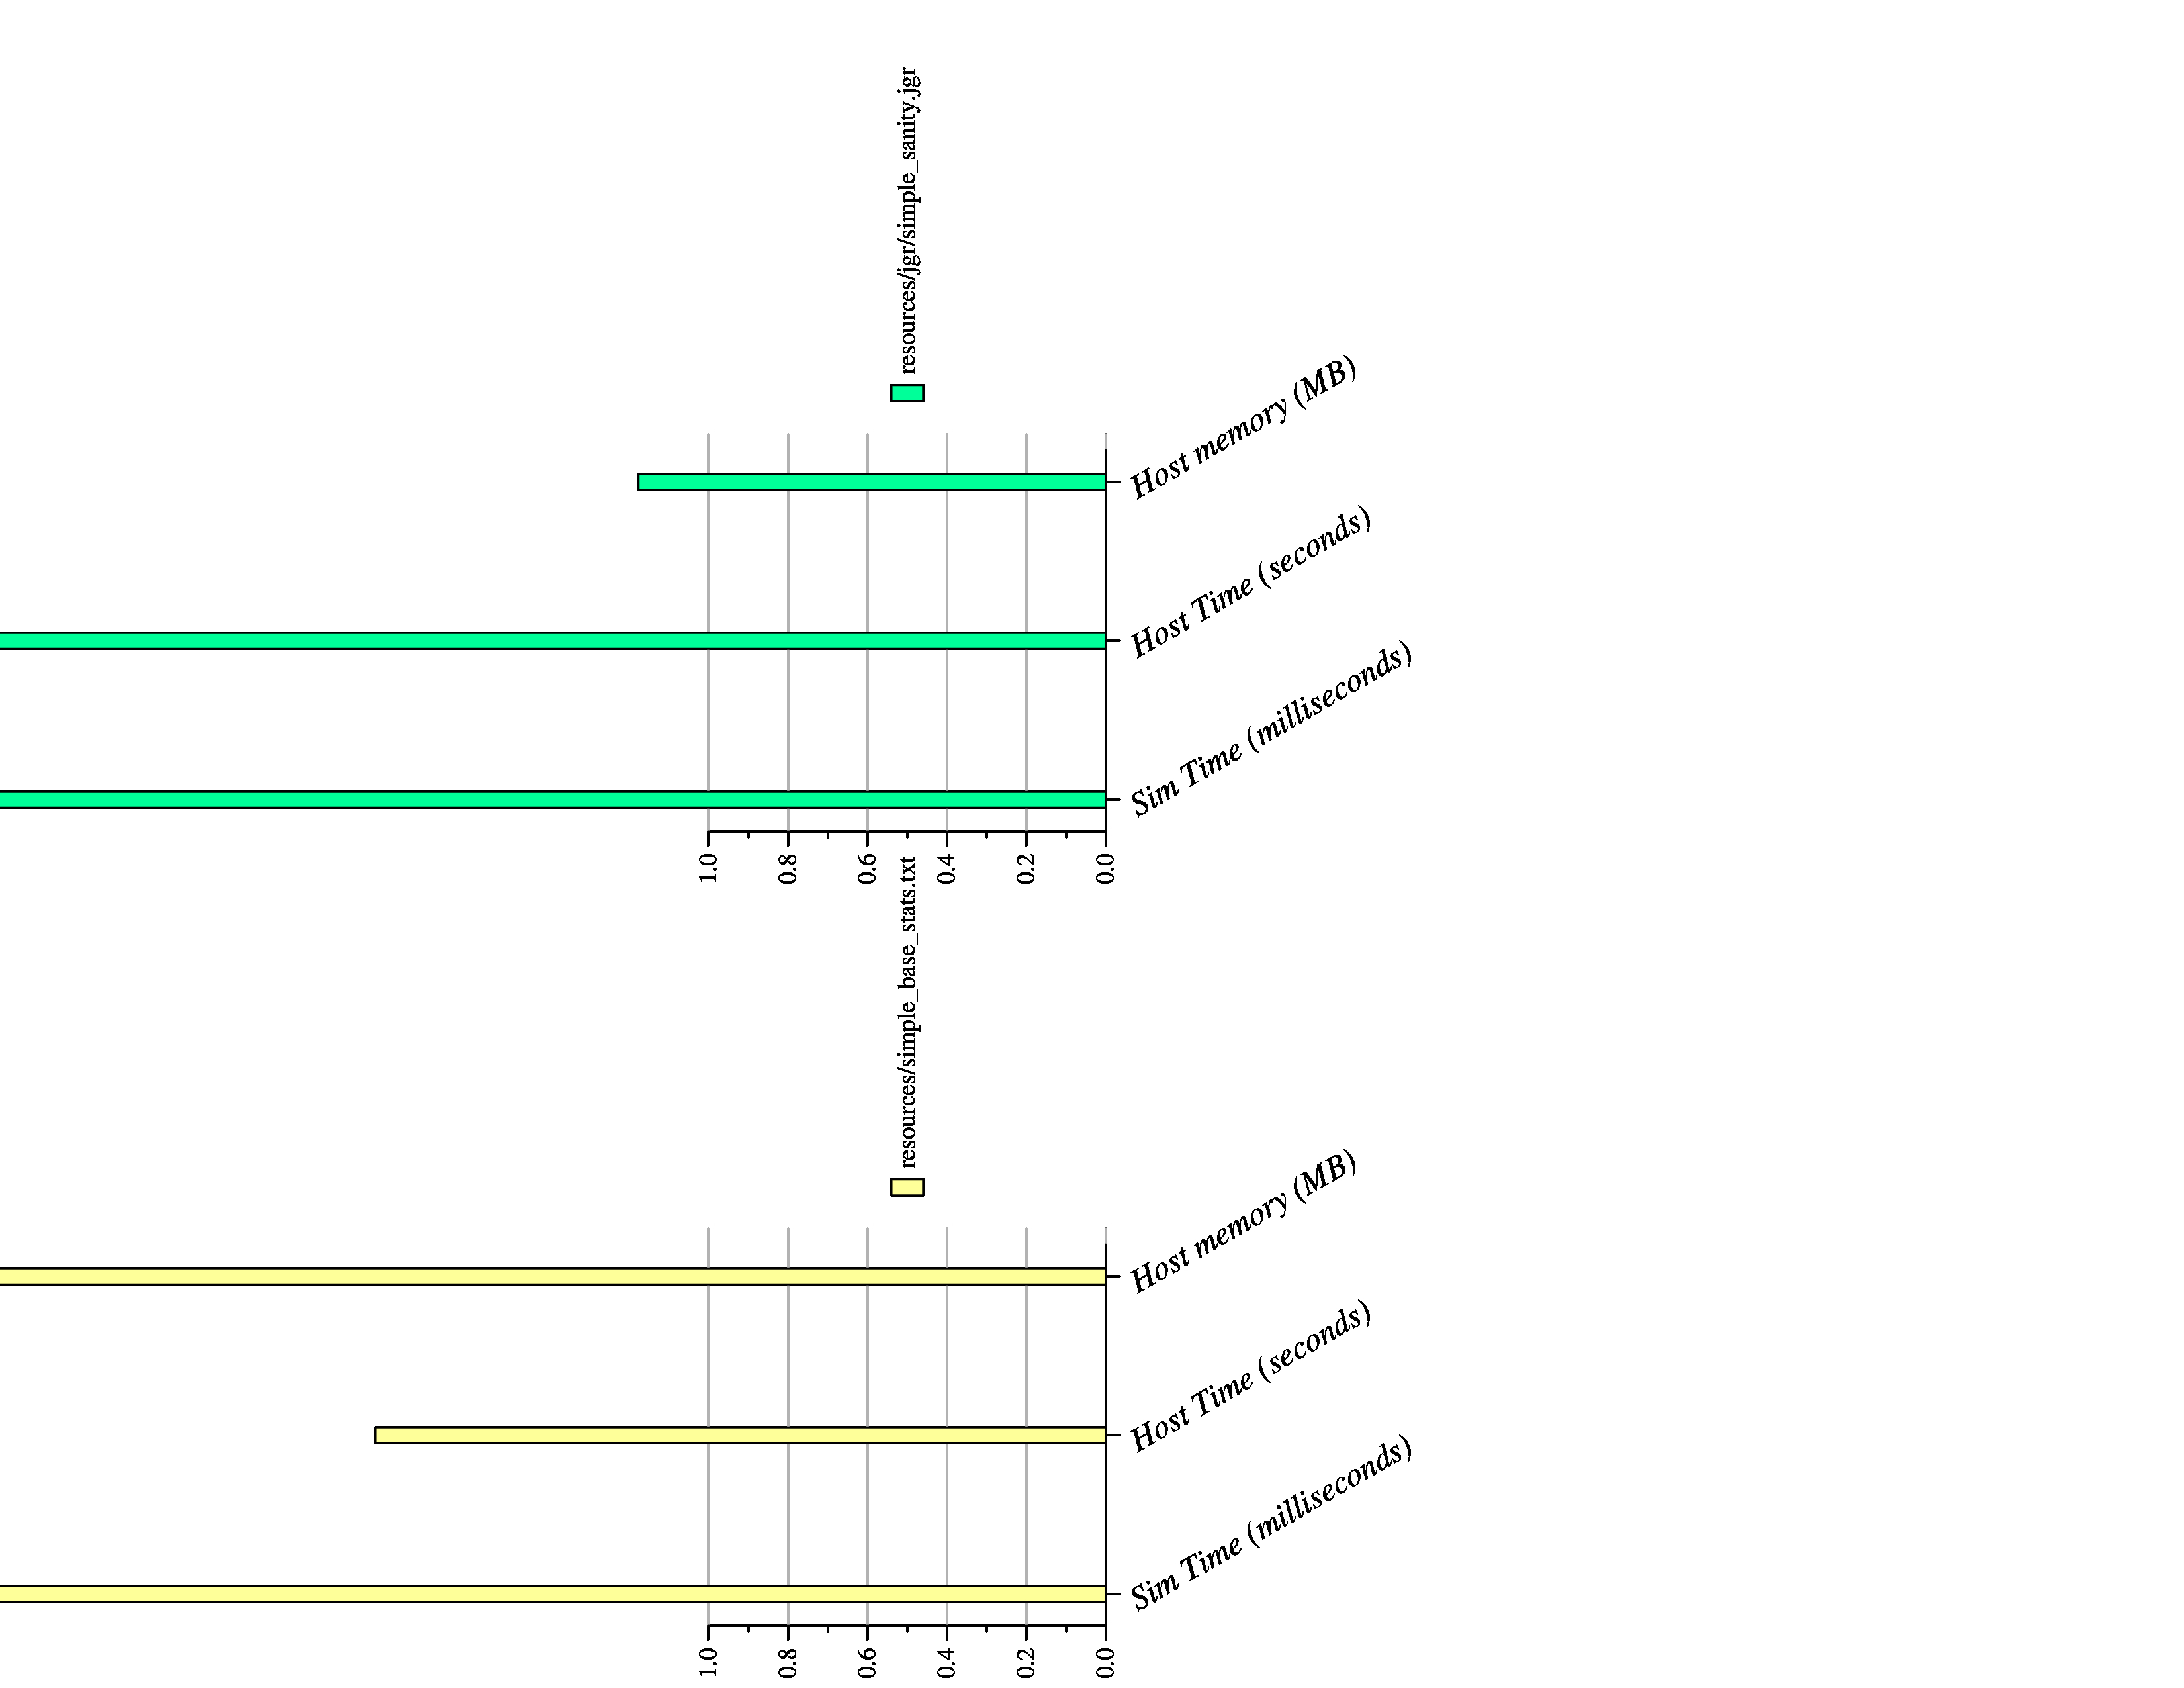 resources/jgr/simple_sanity.jgr
Host memory (MB)
Host Time (seconds)
Sim Time (milliseconds)
1.0
0.8
0.6
0.4
0.2
0.0
resources/simple_base_stats.txt
Host memory (MB)
Host Time (seconds)
Sim Time (milliseconds)
1.0
0.8
0.6
0.4
0.2
0.0